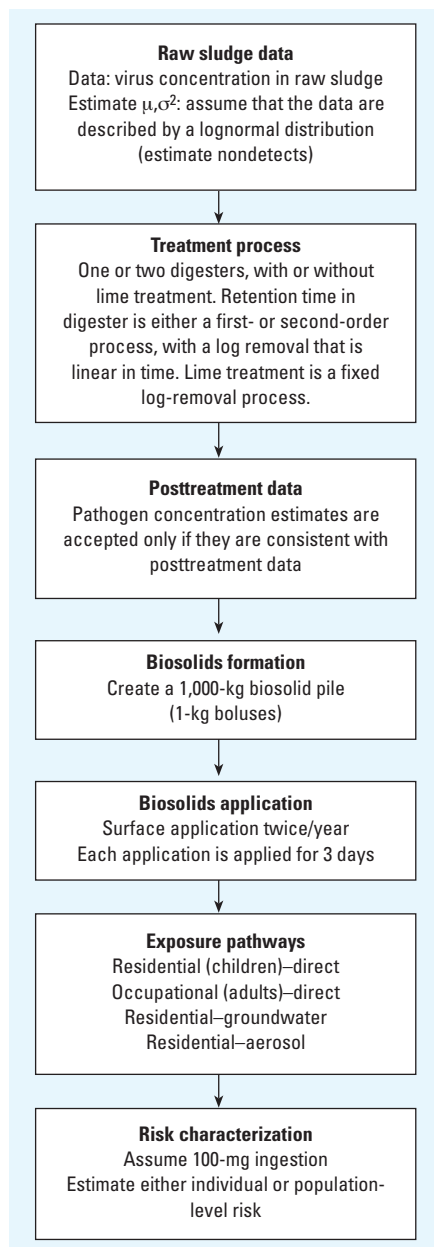 Raw sludge data
Data: virus concentration in raw sludge
Estimate μ,σ²: assume that the data are
described by a lognormal distribution
(estimate nondetects)
Treatment process
One or two digesters, with or without
lime treatment. Retention time in
digester is either a first- or second-order
process, with a log removal that is
linear in time. Lime treatment is a fixed
log-removal process.
Posttreatment data
Pathogen concentration estimates are
accepted only if they are consistent with
posttreatment data
Biosolids formation
Create a 1,000-kg biosolid pile
(1-kg boluses)
Biosolids application
Surface application twice/year
Each application is applied for 3 days
Exposure pathways
Residential (children)–direct
Occupational (adults)–direct
Residential–groundwater
Residential–aerosol
Risk characterization
Assume 100-mg ingestion
Estimate either individual or population-
level risk